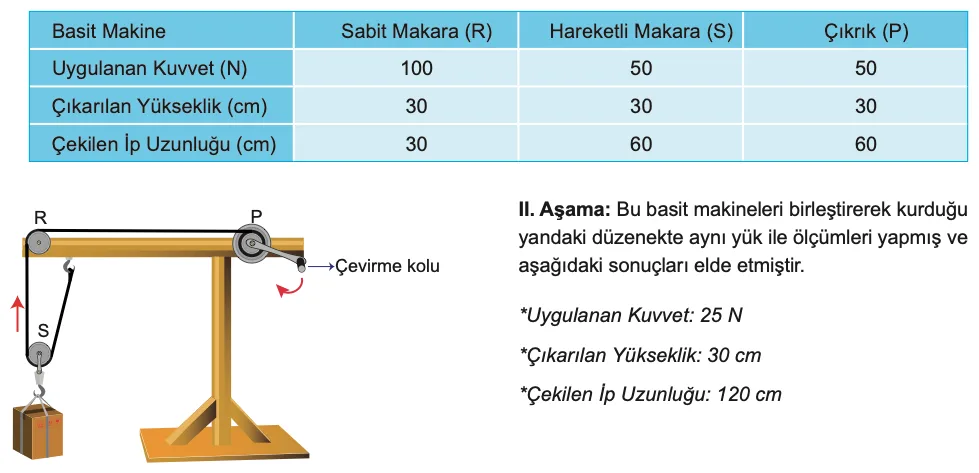 Basit Makine Sabit Makara (R) Hareketli Makara (S) Çıkrık (P)
Uygulanan Kuvvet (N) 100 50 50
Çıkarılan Yükseklik (cm) 30 30 30
Çekilen İp Uzunluğu (cm) 30 60 60
R
P
Çevirme kolu
S
II. Aşama: Bu basit makineleri birleştirerek kurduğu
yandaki düzenekte aynı yük ile ölçümleri yapmış ve
aşağıdaki sonuçları elde etmiştir.
*Uygulanan Kuvvet: 25 N
*Çıkarılan Yükseklik: 30 cm
*Çekilen İp Uzunluğu: 120 cm